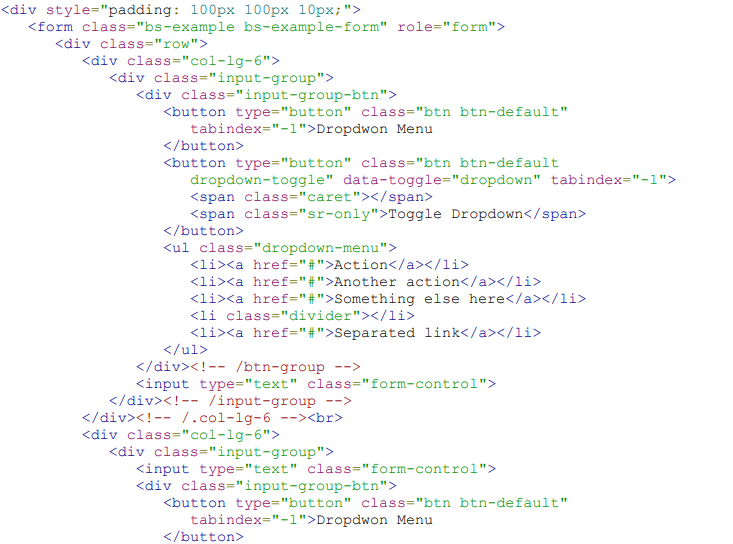 <div style="padding: 100px 100px 10px;">
<form class="bs-example bs-example-form" role="form">
<div class="row">
<div class="col-lg-6">
<div class="input-group">
<div class="input-group-btn">
<button type="button" class="btn btn-default"
tabindex="-1">Dropdwon Menu
</button>
<button type="button" class="btn btn-default
dropdown-toggle" data-toggle="dropdown" tabindex="-1">
<span class="caret"></span>
<span class="sr-only">Toggle Dropdown</span>
</button>
<ul class="dropdown-menu">
<li><a href="#">Action</a></li>
<li><a href="#">Another action</a></li>
<li><a href="#">Something else here</a></li>
<li class="divider"></li>
<li><a href="#">Separated link</a></li>
</ul>
</div><!-- /btn-group -->
<input type="text" class="form-control">
</div><!-- /input-group -->
</div><!-- /.col-lg-6 --><br>
<div class="col-lg-6">
<div class="input-group">
<input type="text" class="form-control">
<div class="input-group-btn">
<button type="button" class="btn btn-default"
tabindex="-1">Dropdwon Menu
</button>